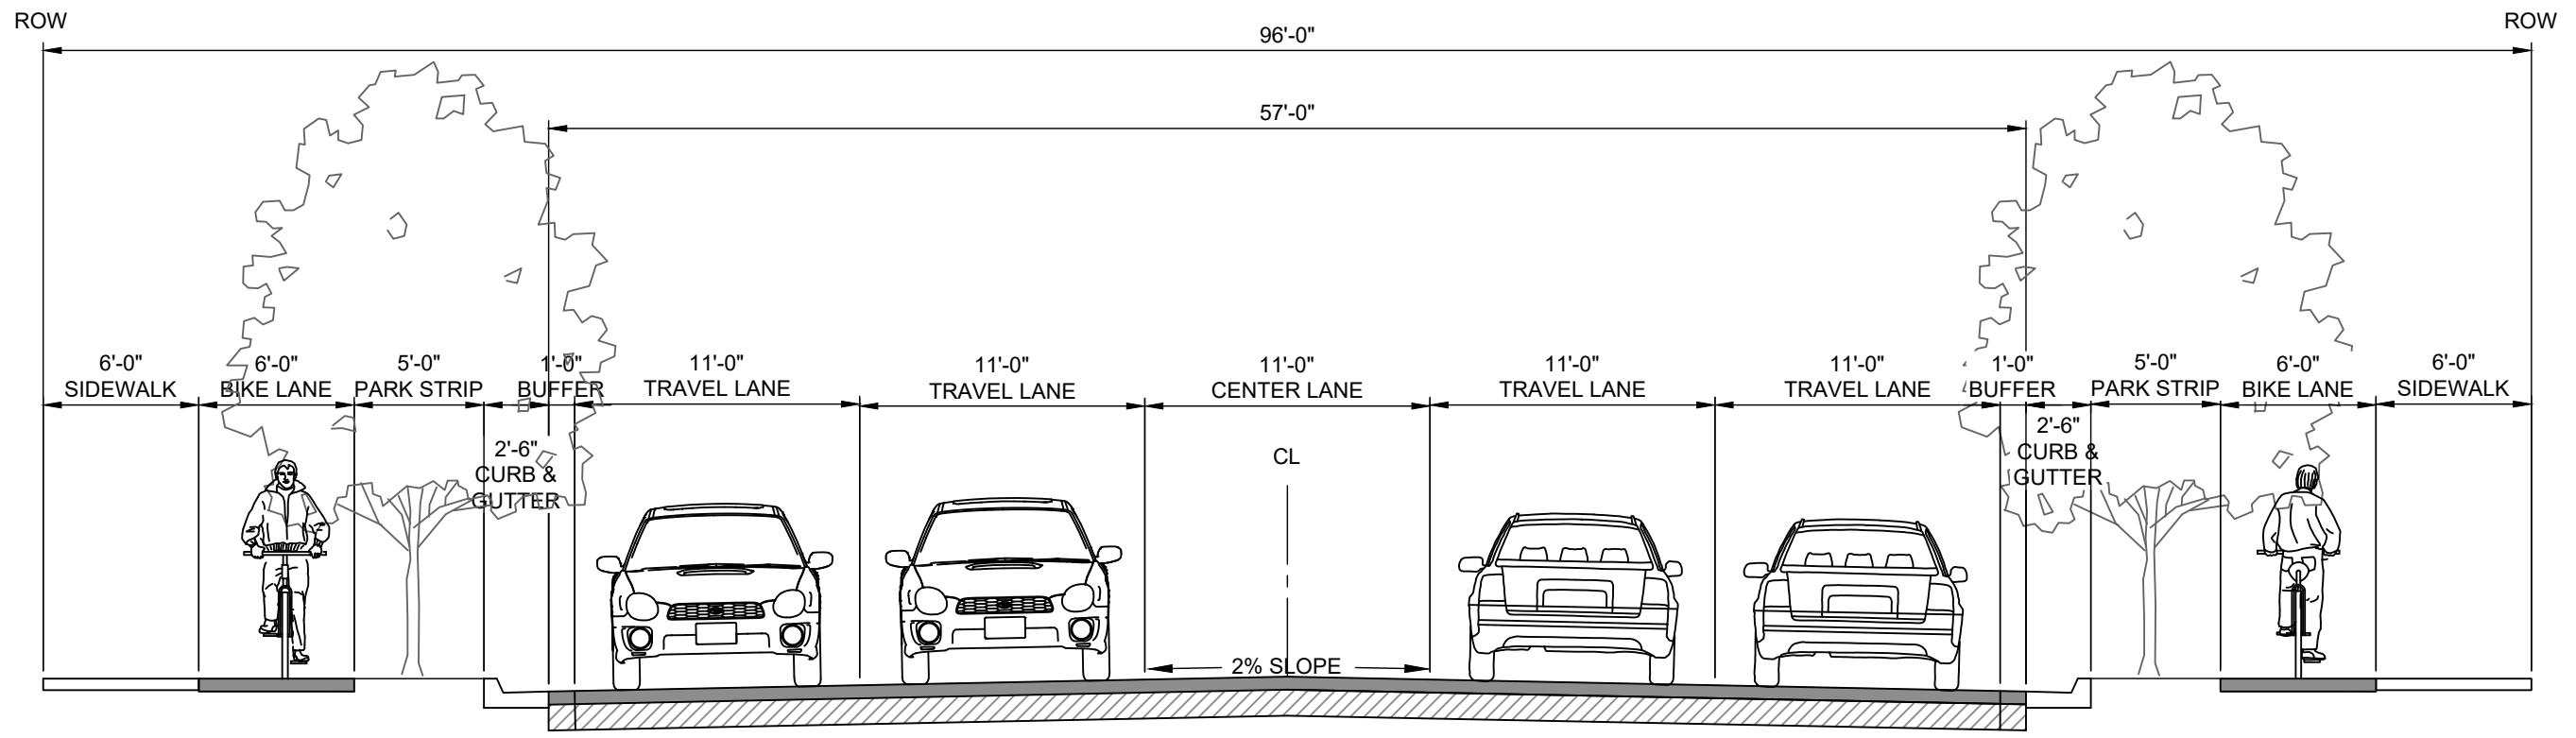 ROW
ROW
96'-0"
57'-0"
6'-0"
SIDEWALK
6'-0"
BIKE LANE
5'-0"
PARK STRIP
1'-0"
BUFFER
11'-0"
TRAVEL LANE
11'-0"
TRAVEL LANE
11'-0"
CENTER LANE
11'-0"
TRAVEL LANE
11'-0"
TRAVEL LANE
1'-0"
BUFFER
5'-0"
PARK STRIP
6'-0"
BIKE LANE
6'-0"
SIDEWALK
2'-6"
CURB &
GUTTER
CL
2'-6"
CURB &
GUTTER
2% SLOPE